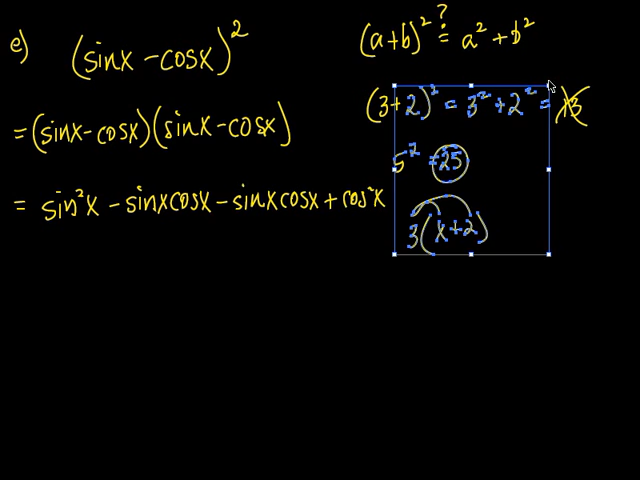 e) (sinx - cosx)²
(a+b)² ≟ a² + b²
= (sinx - cosx)(sinx - cosx)
(3+2)² = 3² + 2² = 13
5² = 25
= sin²x - sinxcosx - sinxcosx + cos²x
3(x+2)